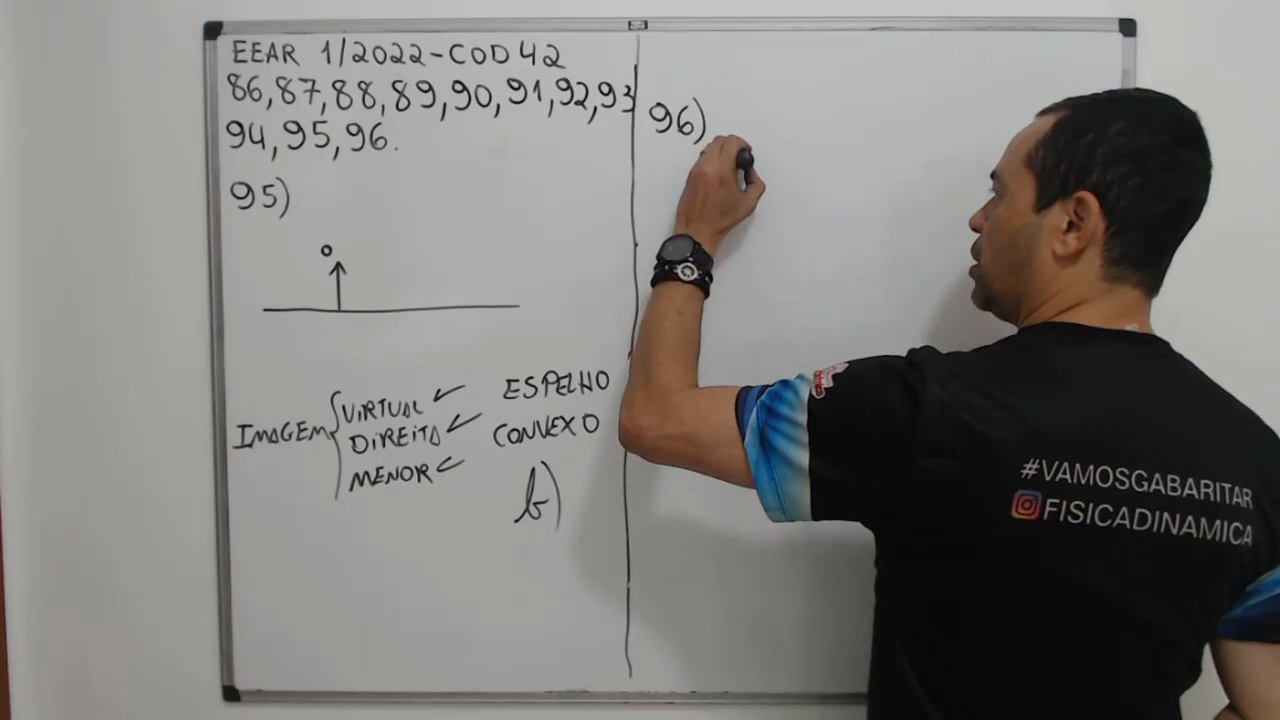 EEAR 1/2022-COD 42
86,87,88,89,90,91,92,93
94,95,96.
95)
o
IMAGEM { VIRTUAL ✓
DIREITA ✓
MENOR ✓
ESPELHO
CONVEXO
b)
96)
#VAMOSGABARITAR
FISICADINAMICA